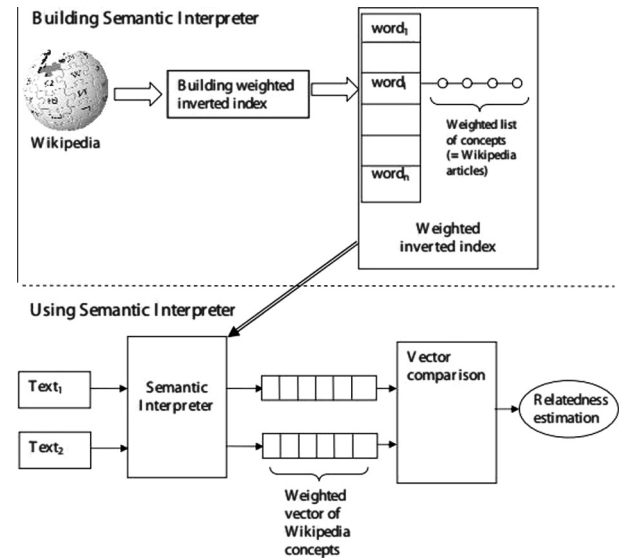 Building Semantic Interpreter
Wikipedia
Building weighted
inverted index
word1
wordi
wordn
Weighted list
of concepts
(= Wikipedia
articles)
Weighted
inverted index
Using Semantic Interpreter
Text1
Text2
Semantic
Interpreter
Weighted
vector of
Wikipedia
concepts
Vector
comparison
Relatedness
estimation